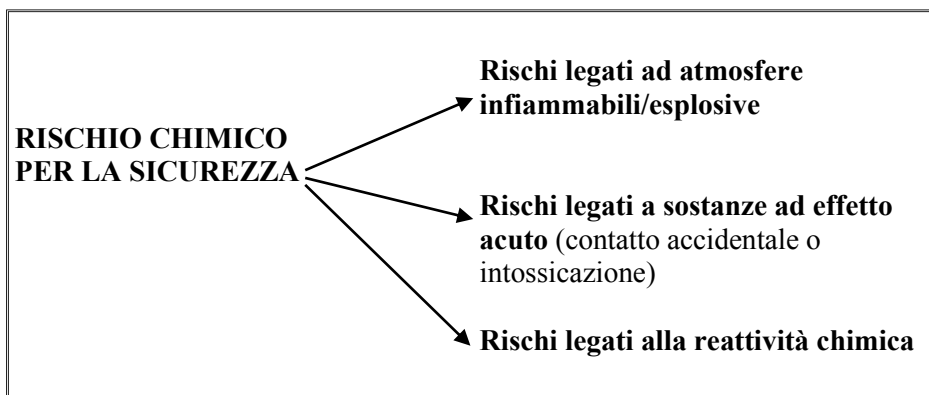 Rischi legati ad atmosfere
infiammabili/esplosive
RISCHIO CHIMICO
PER LA SICUREZZA
Rischi legati a sostanze ad effetto
acuto (contatto accidentale o
intossicazione)
Rischi legati alla reattività chimica